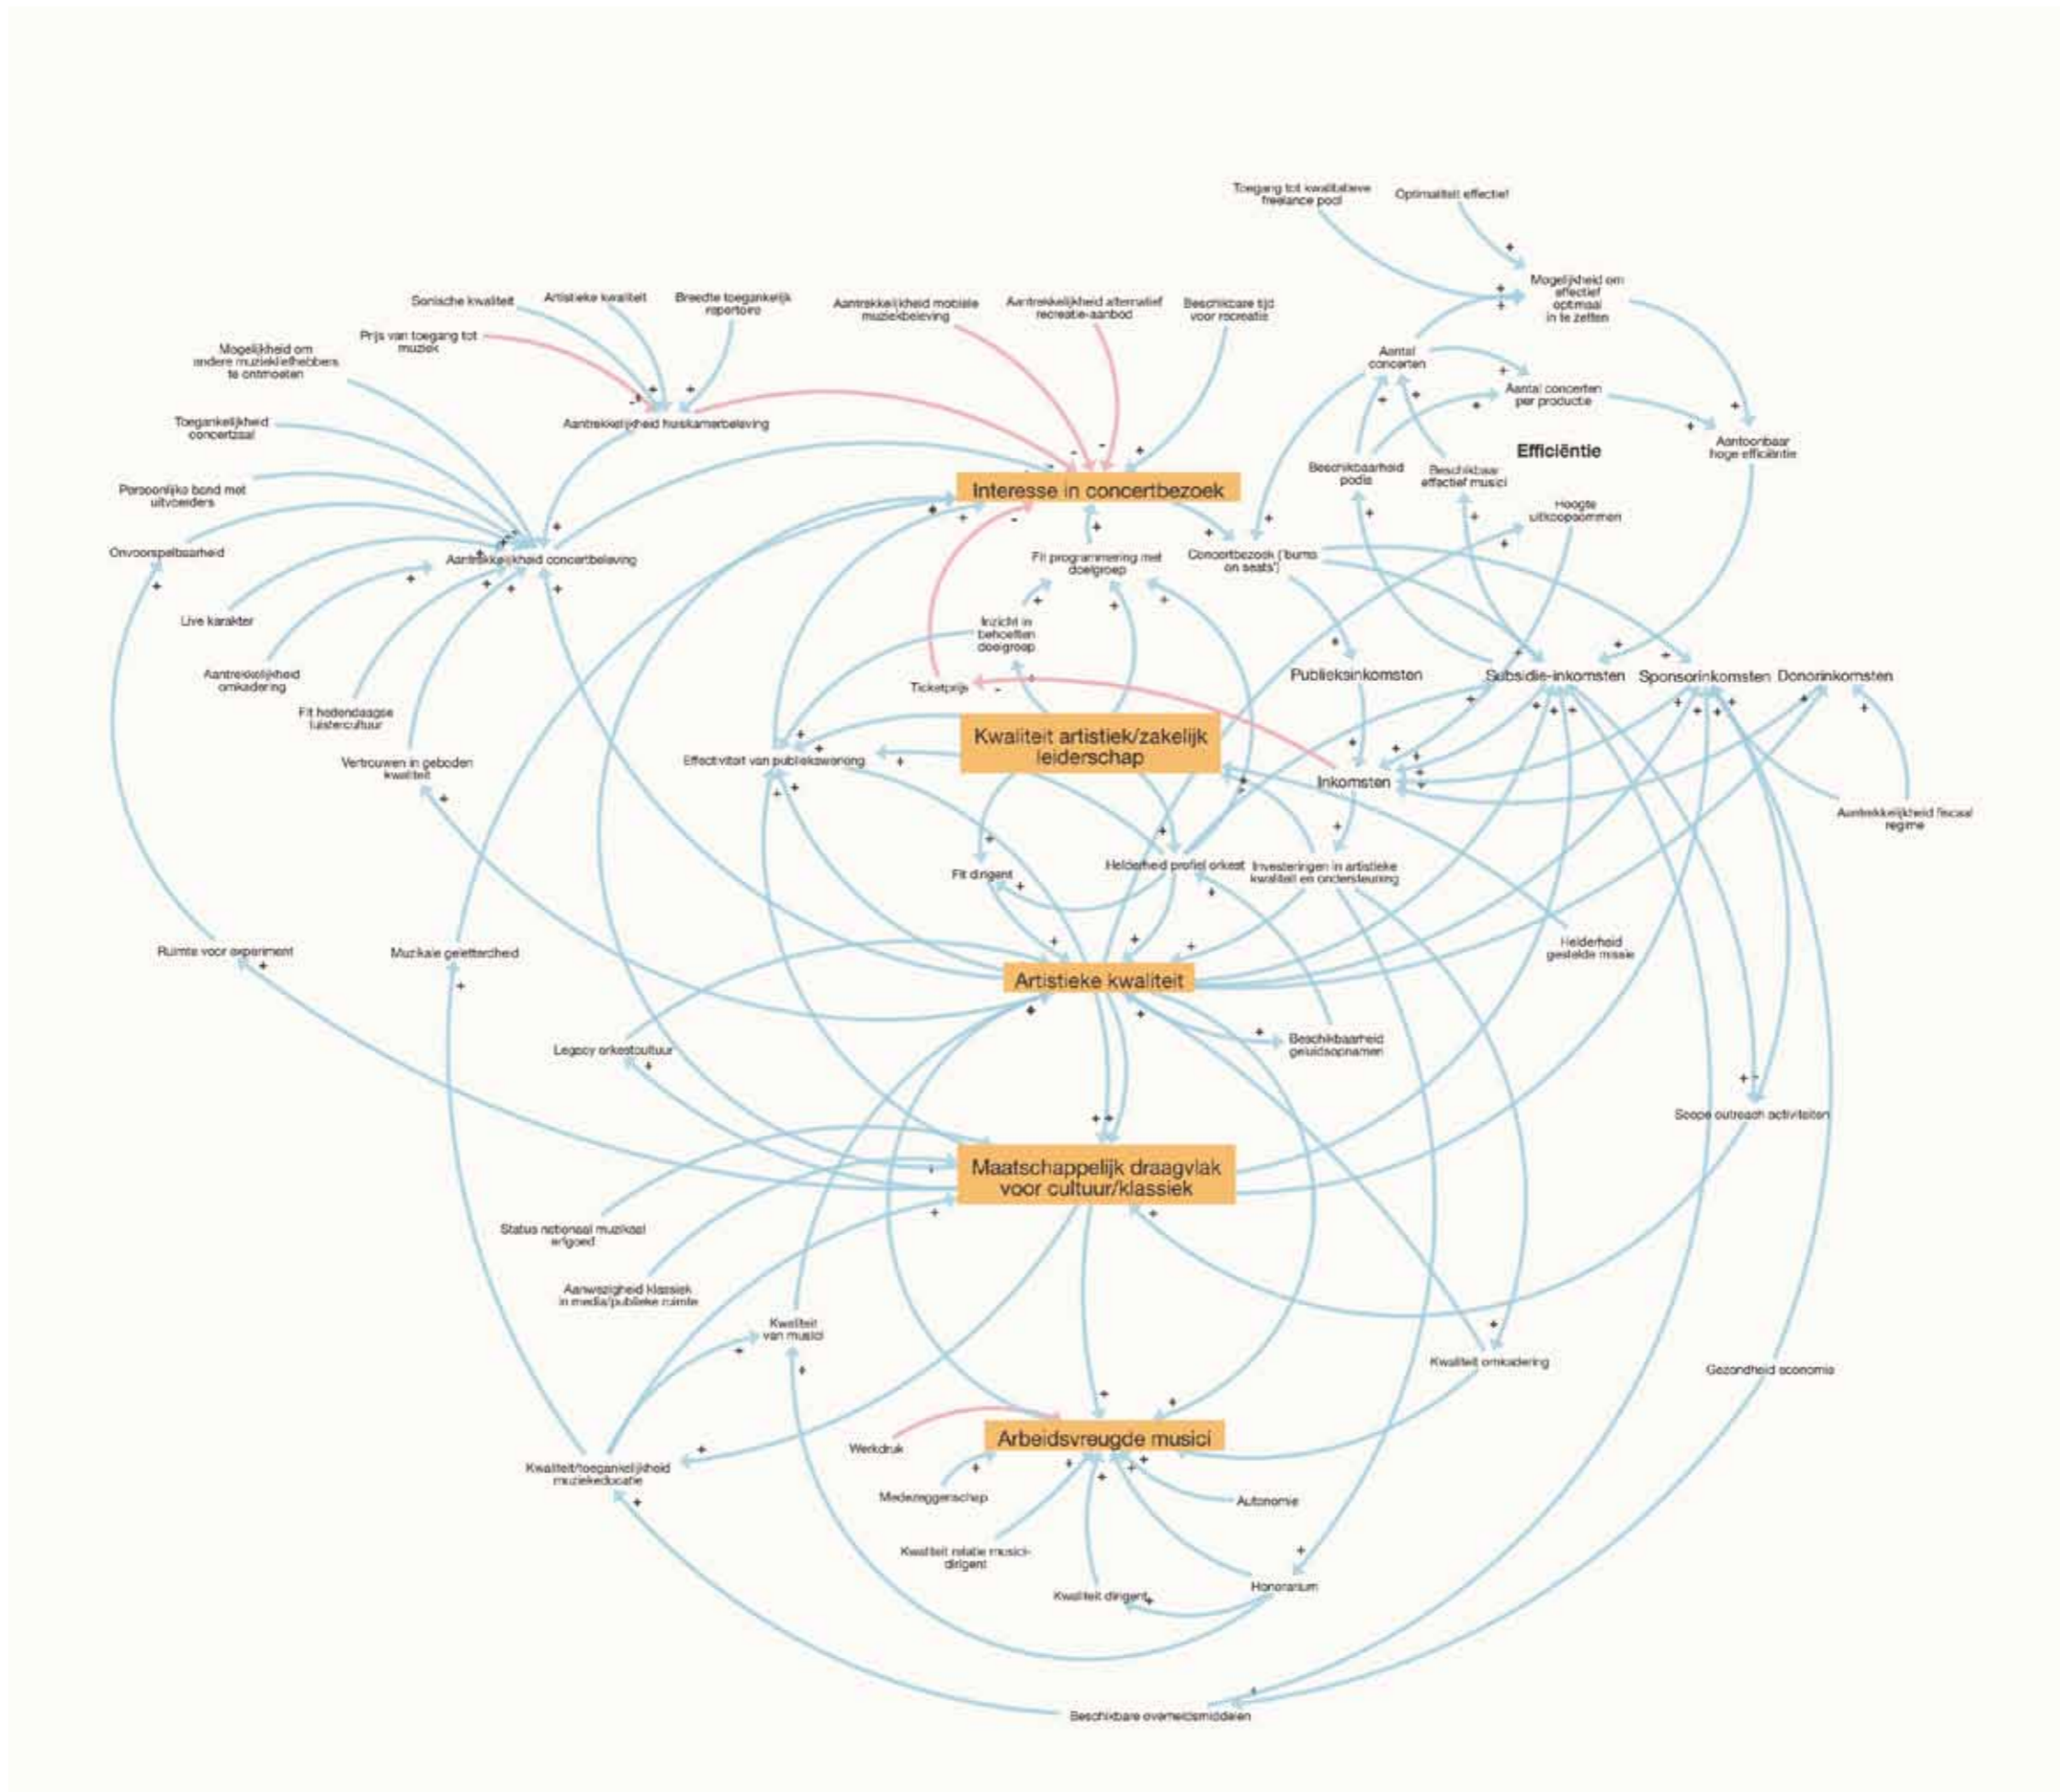 Toegang tot kwalitatieve
freelance pool
Optimaliteit effectief
Mogelijkheid om
effectief
optimaal
in te zetten
Sonische kwaliteit
Artistieke kwaliteit
Breedte toegankelijk
repertoire
Aantrekkelijkheid mobiele
muziekbeleving
Aantrekkelijkheid alternatief
recreatie-aanbod
Beschikbare tijd
voor recreatie
Prijs van toegang tot
muziek
Mogelijkheid om
andere muziekliefhebbers
te ontmoeten
Aantal
concerten
Aantal concerten
per productie
Toegankelijkheid
concertzaal
Aantrekkelijkheid huiskamerbeleving
Efficiëntie
Aantoonbaar
hoge efficiëntie
Beschikbaarheid
podia
Beschikbaar
effectief musici
Persoonlijke band met
uitvoerders
Interesse in concertbezoek
Hoogte
uitkoopsommen
Onvoorspelbaarheid
Aantrekkelijkheid concertbeleving
Fit programmering met
doelgroep
Concertbezoek ('bums
on seats')
Live karakter
Inzicht in
behoeften
doelgroep
Aantrekkelijkheid
omkadering
Ticketprijs
Publieksinkomsten
Subsidie-inkomsten
Sponsorinkomsten
Donorinkomsten
Fit hedendaagse
luistercultuur
Vertrouwen in geboden
kwaliteit
Effectiviteit van publiekswerving
Kwaliteit artistiek/zakelijk
leiderschap
Inkomsten
Aantrekkelijkheid fiscaal
regime
Fit dirigent
Helderheid profiel orkest
Investeringen in artistieke
kwaliteit en ondersteuning
Ruimte voor experiment
Muzikale geletterdheid
Helderheid
gestelde missie
Artistieke kwaliteit
Legacy orkestcultuur
Beschikbaarheid
geluidsopnamen
Scope outreach activiteiten
Maatschappelijk draagvlak
voor cultuur/klassiek
Status nationaal muzikaal
erfgoed
Aanwezigheid klassiek
in media/publieke ruimte
Kwaliteit
van musici
Kwaliteit omkadering
Gezondheid economie
Arbeidsvreugde musici
Werkdruk
Kwaliteit/toegankelijkheid
muziekeducatie
Medezeggenschap
Autonomie
Kwaliteit relatie musici-
dirigent
Kwaliteit dirigent
Honorarium
Beschikbare overheidsmiddelen